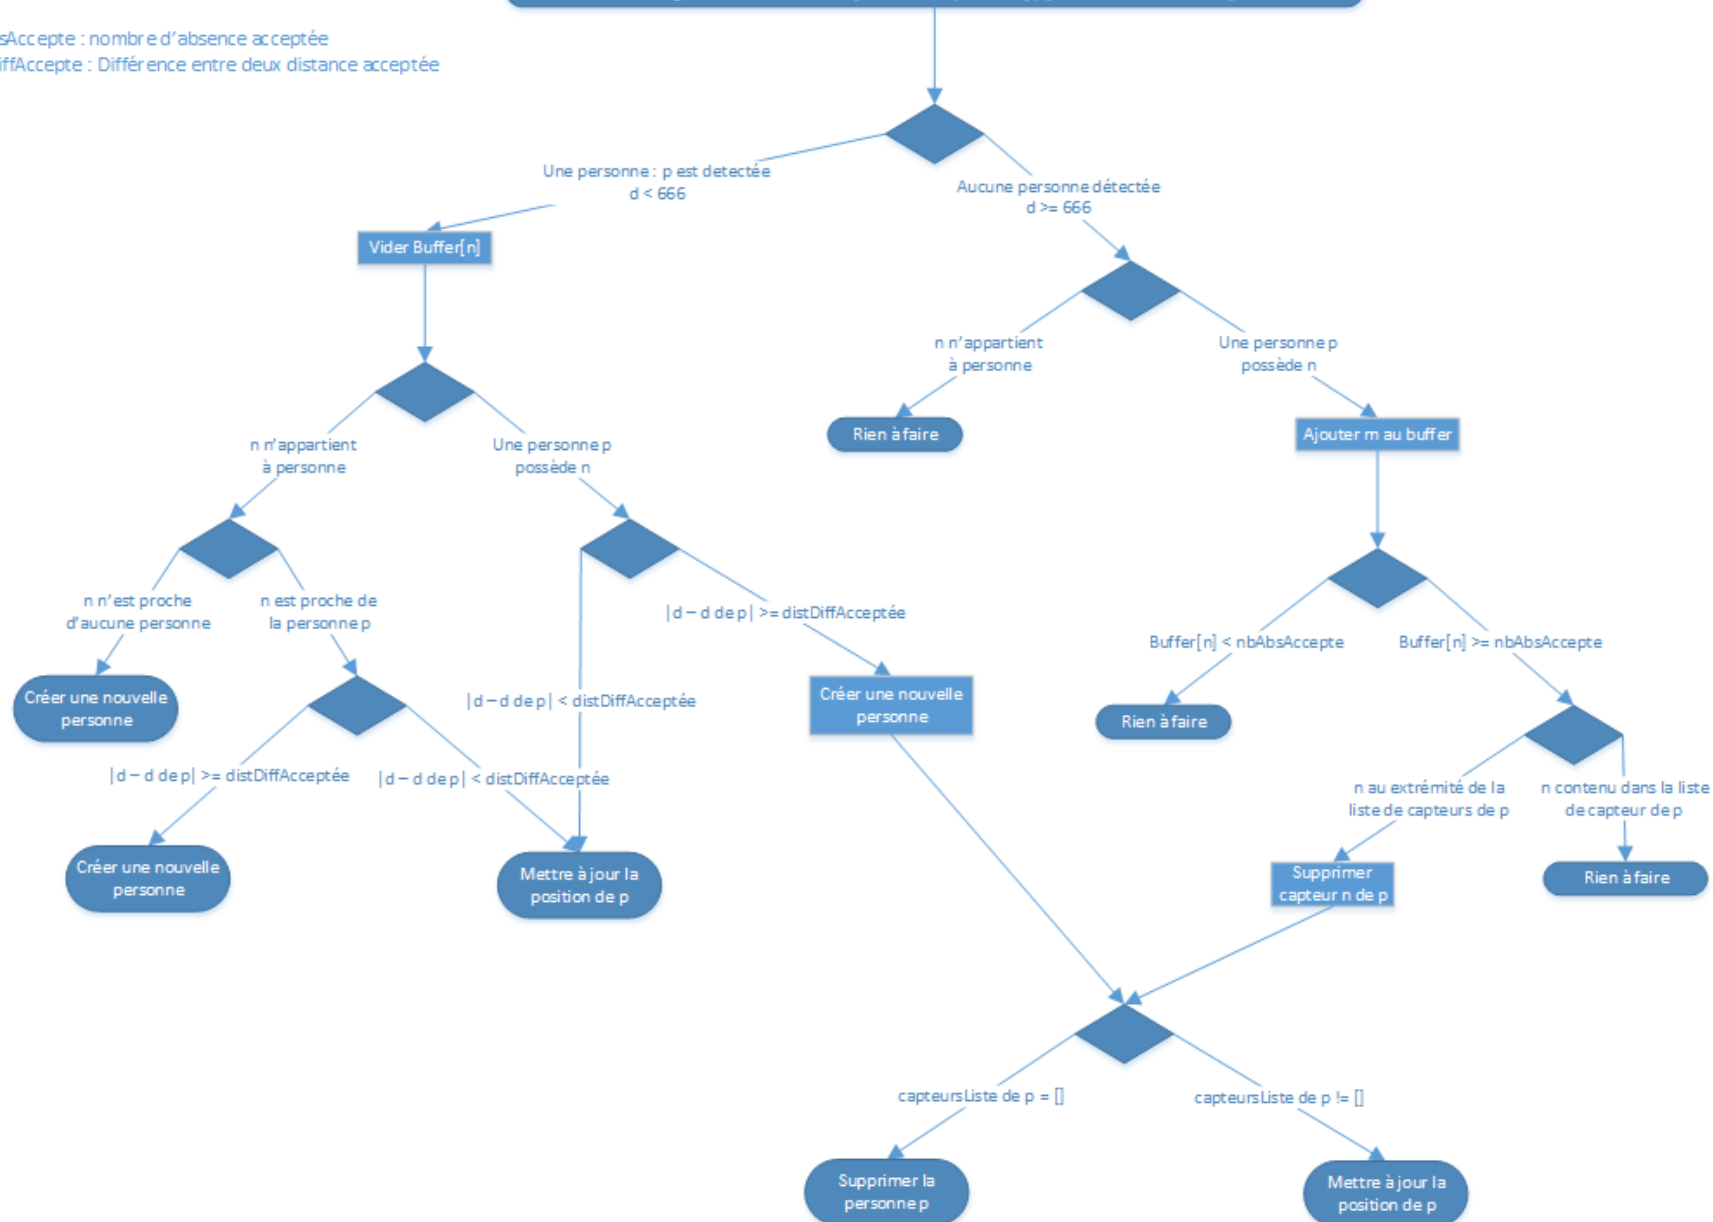 sAccepte : nombre d'absence acceptée
iffAccepte : Différence entre deux distance acceptée
Une personne : p est detectée
d < 666
Aucune personne détectée
d >= 666
Vider Buffer[n]
n n'appartient
à personne
Une personne p
possède n
Rien à faire
Ajouter m au buffer
n n'appartient
à personne
Une personne p
possède n
n n'est proche
d'aucune personne
n est proche de
la personne p
|d – d de p| >= distDiffAcceptée
Buffer[n] < nbAbsAccepte
Buffer[n] >= nbAbsAccepte
Créer une nouvelle
personne
|d – d de p| < distDiffAcceptée
Créer une nouvelle
personne
Rien à faire
|d – d de p| >= distDiffAcceptée
|d – d de p| < distDiffAcceptée
n au extrémité de la
liste de capteurs de p
n contenu dans la liste
de capteur de p
Créer une nouvelle
personne
Mettre à jour la
position de p
Supprimer
capteur n de p
Rien à faire
capteursListe de p = []
capteursListe de p != []
Supprimer la
personne p
Mettre à jour la
position de p